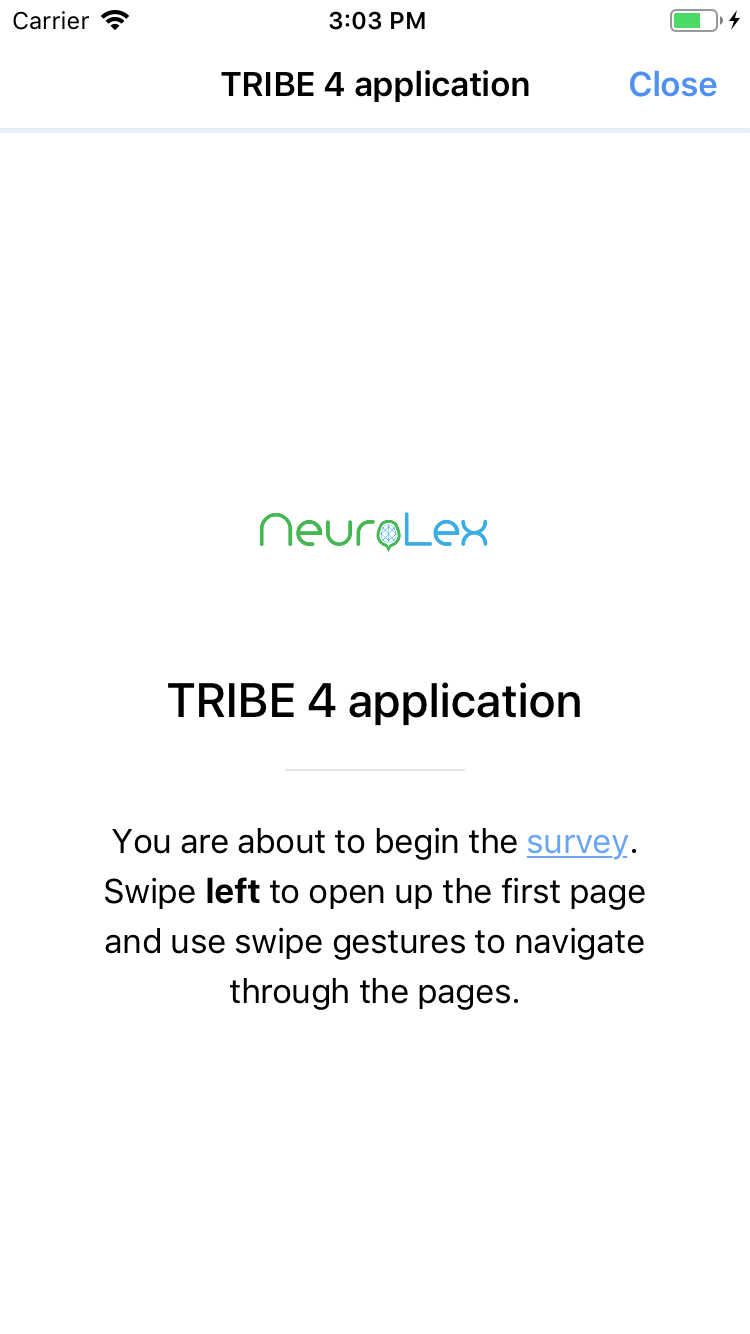 Carrier 3:03 PM
TRIBE 4 application Close
NeuroLex
TRIBE 4 application
You are about to begin the survey.
Swipe left to open up the first page
and use swipe gestures to navigate
through the pages.